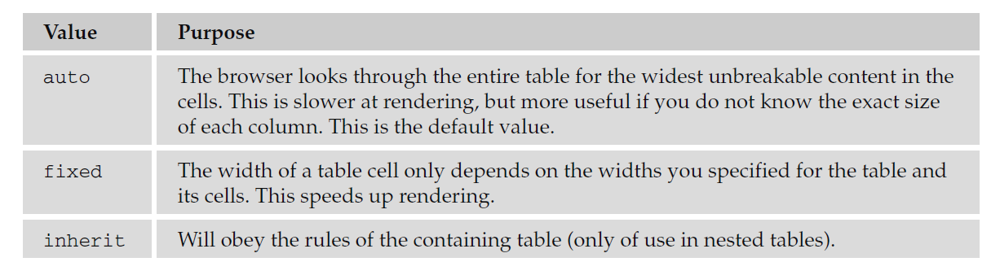 Value Purpose
auto The browser looks through the entire table for the widest unbreakable content in the
cells. This is slower at rendering, but more useful if you do not know the exact size
of each column. This is the default value.
fixed The width of a table cell only depends on the widths you specified for the table and
its cells. This speeds up rendering.
inherit Will obey the rules of the containing table (only of use in nested tables).